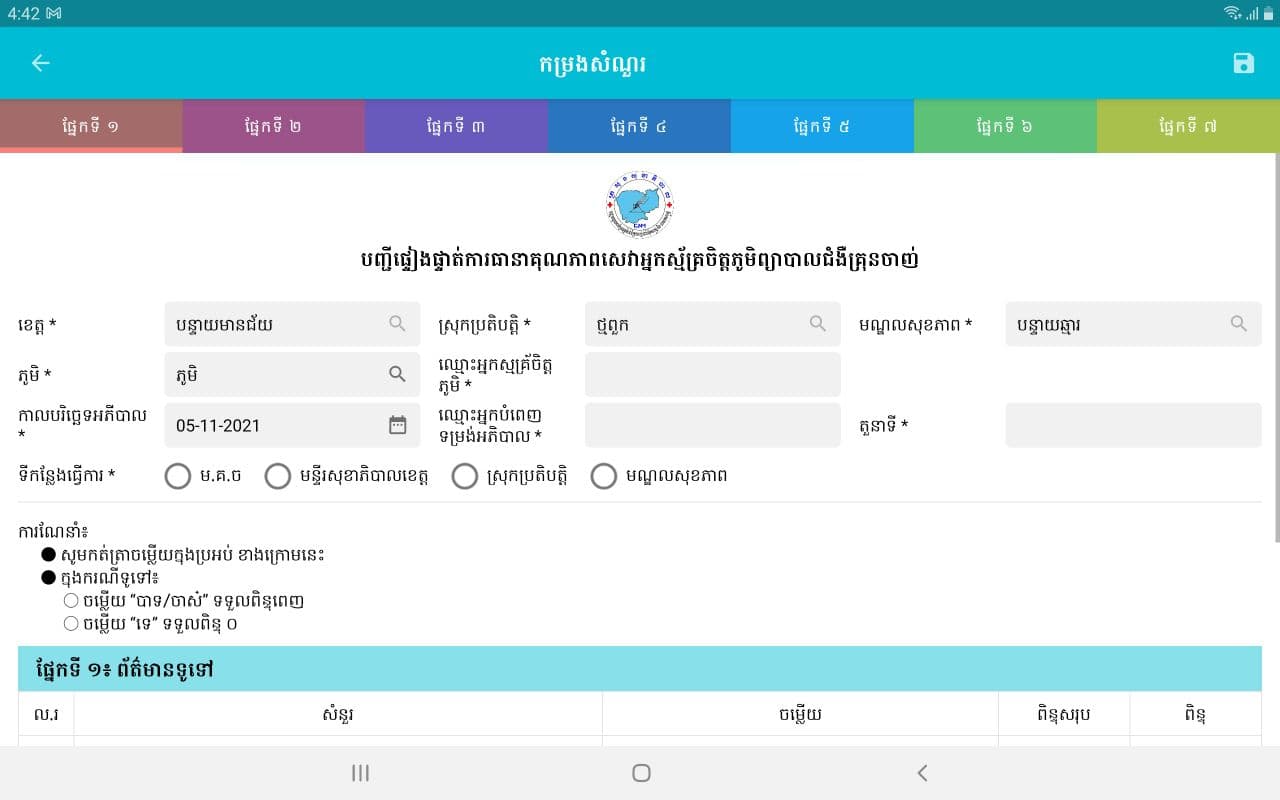 4:42
កម្រងសំណួរ
ផ្នែកទី ១ ផ្នែកទី ២ ផ្នែកទី ៣ ផ្នែកទី ៤ ផ្នែកទី ៥ ផ្នែកទី ៦ ផ្នែកទី ៧
បញ្ជីផ្ទៀងផ្ទាត់ការធានាគុណភាពសេវាអ្នកស្ម័គ្រចិត្តភូមិព្យាបាលជំងឺគ្រុនចាញ់
ខេត្ត * បន្ទាយមានជ័យ ស្រុកប្រតិបត្តិ * ថ្មពួក មណ្ឌលសុខភាព * បន្ទាយឆ្មារ
ភូមិ * ភូមិ ឈ្មោះអ្នកស្មគ្រ័ចិត្ត
ភូមិ *
កាលបរិច្ឆេទអភីបាល
* 05-11-2021 ឈ្មោះអ្នកបំពេញ
ទម្រង់អភិបាល * តួនាទី *
ទីកន្លែងធ្វើការ * ម.គ.ច មន្ទីរសុខាភិបាលខេត្ត ស្រុកប្រតិបត្តិ មណ្ឌលសុខភាព
ការណែនាំ៖
● សូមកត់ត្រាចម្លើយក្នុងប្រអប់ ខាងក្រោមនេះ
● ក្នុងករណីទូទៅ៖
○ ចម្លើយ “បាទ/ចាស់” ទទួលពិន្ទុពេញ
○ ចម្លើយ “ទេ” ទទួលពិន្ទុ ០
ផ្នែកទី ១៖ ព័ត៌មានទូទៅ
ល.រ សំនួរ ចម្លើយ ពិន្ទុសរុប ពិន្ទុ